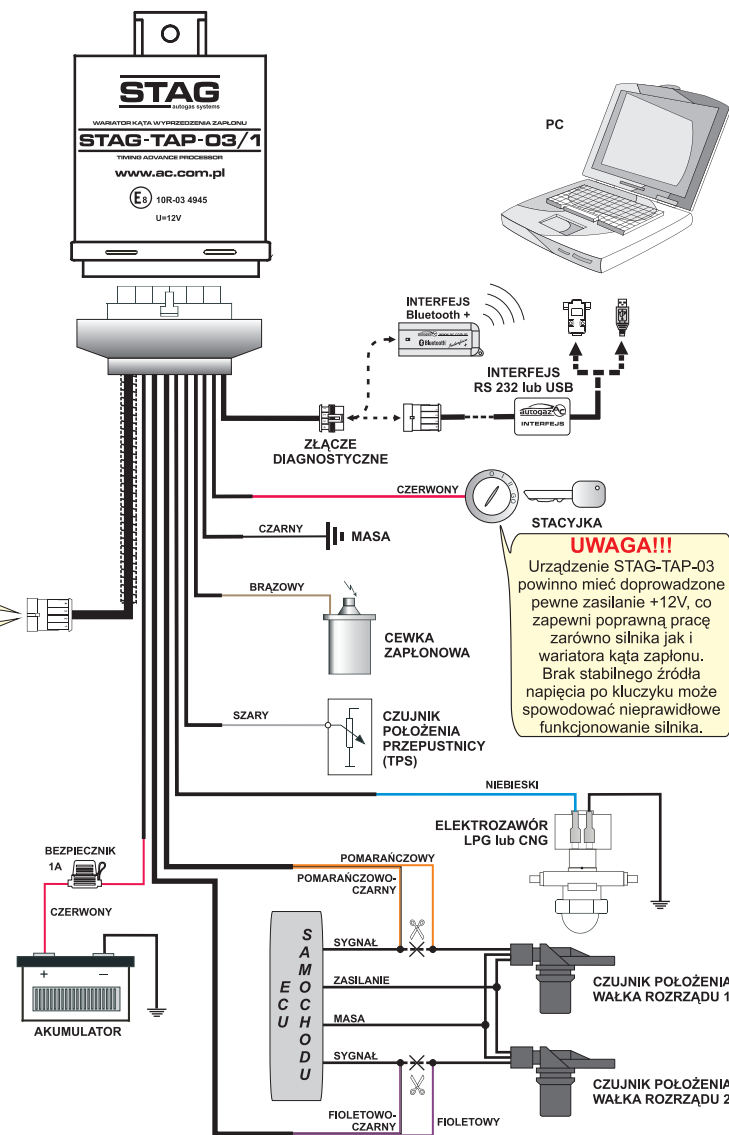 STAG
autogas systems
WARIATOR KĄTA WYPRZEDZENIA ZAPŁONU
STAG-TAP-03/1
TIMING ADVANCE PROCESSOR
www.ac.com.pl
E8 10R-03 4945
U=12V
PC
INTERFEJS
Bluetooth +
Bluetooth
INTERFEJS
RS 232 lub USB
autogaz AC
INTERFEJS
ZŁĄCZE
DIAGNOSTYCZNE
CZERWONY
STACYJKA
CZARNY
MASA
UWAGA!!!
Urządzenie STAG-TAP-03
powinno mieć doprowadzone
pewne zasilanie +12V, co
zapewni poprawną pracę
zarówno silnika jak i
wariatora kąta zapłonu.
Brak stabilnego źródła
napięcia po kluczyku może
spowodować nieprawidłowe
funkcjonowanie silnika.
BRĄZOWY
CEWKA
ZAPŁONOWA
SZARY
CZUJNIK
POŁOŻENIA
PRZEPUSTNICY
(TPS)
NIEBIESKI
ELEKTROZAWÓR
LPG lub CNG
BEZPIECZNIK
1A
CZERWONY
+ –
AKUMULATOR
POMARAŃCZOWY
POMARAŃCZOWO-
CZARNY
ECU
SAMOCHODU
SYGNAŁ
ZASILANIE
MASA
SYGNAŁ
CZUJNIK POŁOŻENIA
WAŁKA ROZRZĄDU 1
CZUJNIK POŁOŻENIA
WAŁKA ROZRZĄDU 2
FIOLETOWO-
CZARNY
FIOLETOWY